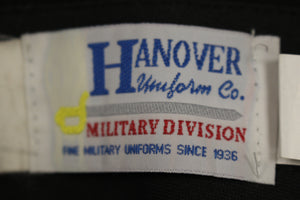 HANOVER
Uniform Co.
MILITARY DIVISION
FINE MILITARY UNIFORMS SINCE 1936